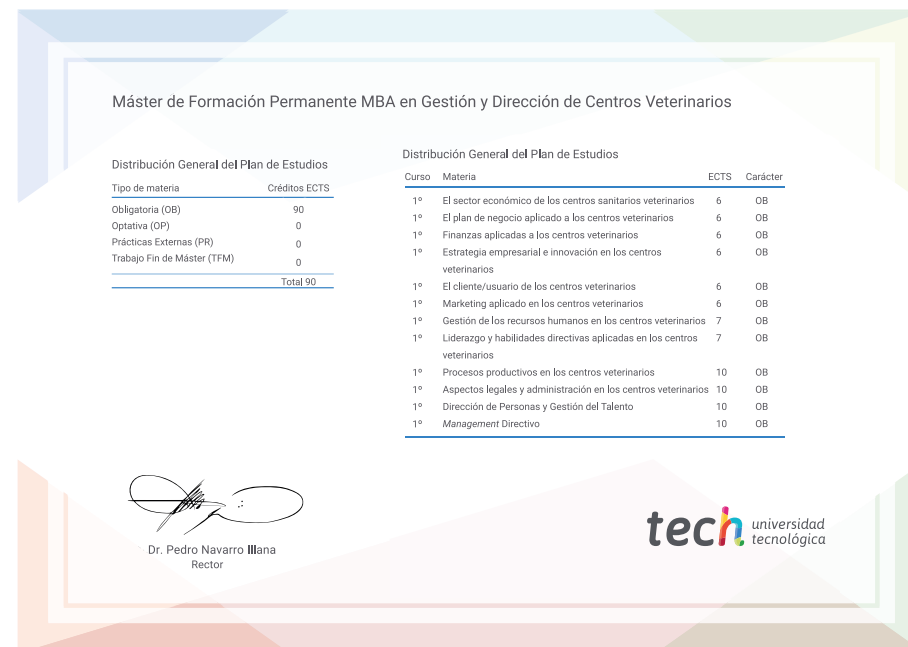 Máster de Formación Permanente MBA en Gestión y Dirección de Centros Veterinarios
Distribución General del Plan de Estudios
Tipo de materia Créditos ECTS
Obligatoria (OB) 90
Optativa (OP) 0
Prácticas Externas (PR) 0
Trabajo Fin de Máster (TFM) 0
Total 90
Distribución General del Plan de Estudios
Curso Materia ECTS Carácter
1º El sector económico de los centros sanitarios veterinarios 6 OB
1º El plan de negocio aplicado a los centros veterinarios 6 OB
1º Finanzas aplicadas a los centros veterinarios 6 OB
1º Estrategia empresarial e innovación en los centros 6 OB
veterinarios
1º El cliente/usuario de los centros veterinarios 6 OB
1º Marketing aplicado en los centros veterinarios 6 OB
1º Gestión de los recursos humanos en los centros veterinarios 7 OB
1º Liderazgo y habilidades directivas aplicadas en los centros 7 OB
veterinarios
1º Procesos productivos en los centros veterinarios 10 OB
1º Aspectos legales y administración en los centros veterinarios 10 OB
1º Dirección de Personas y Gestión del Talento 10 OB
1º Management Directivo 10 OB
Dr. Pedro Navarro Illana
Rector
tech universidad
tecnológica